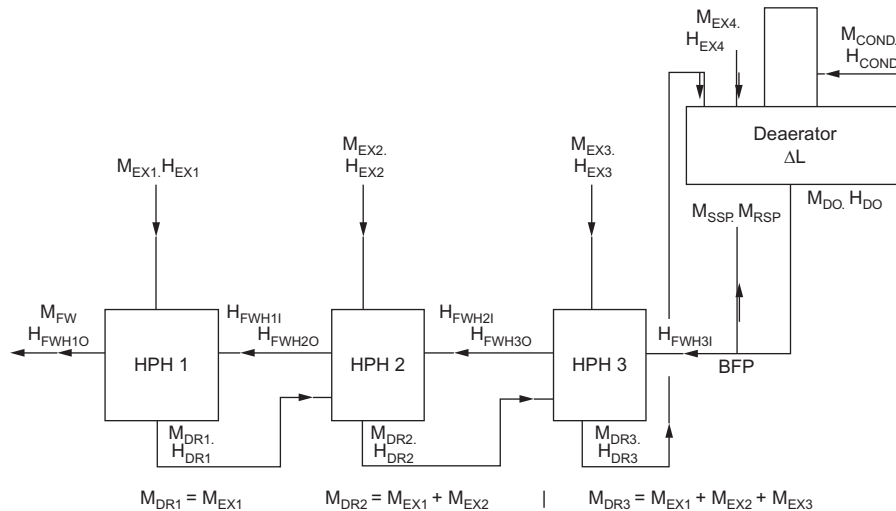 M_EX4.
H_EX4
M_COND.
H_COND
Deaerator
ΔL
M_EX1.H_EX1
M_EX2.
H_EX2
M_EX3.
H_EX3
M_DO. H_DO
M_SSP. M_RSP
M_FW
H_FWH1O
HPH 1
H_FWH1I
H_FWH2O
HPH 2
H_FWH2I
H_FWH3O
HPH 3
H_FWH3I
BFP
M_DR1.
H_DR1
M_DR2.
H_DR2
M_DR3.
H_DR3
M_DR1 = M_EX1
M_DR2 = M_EX1 + M_EX2 | M_DR3 = M_EX1 + M_EX2 + M_EX3